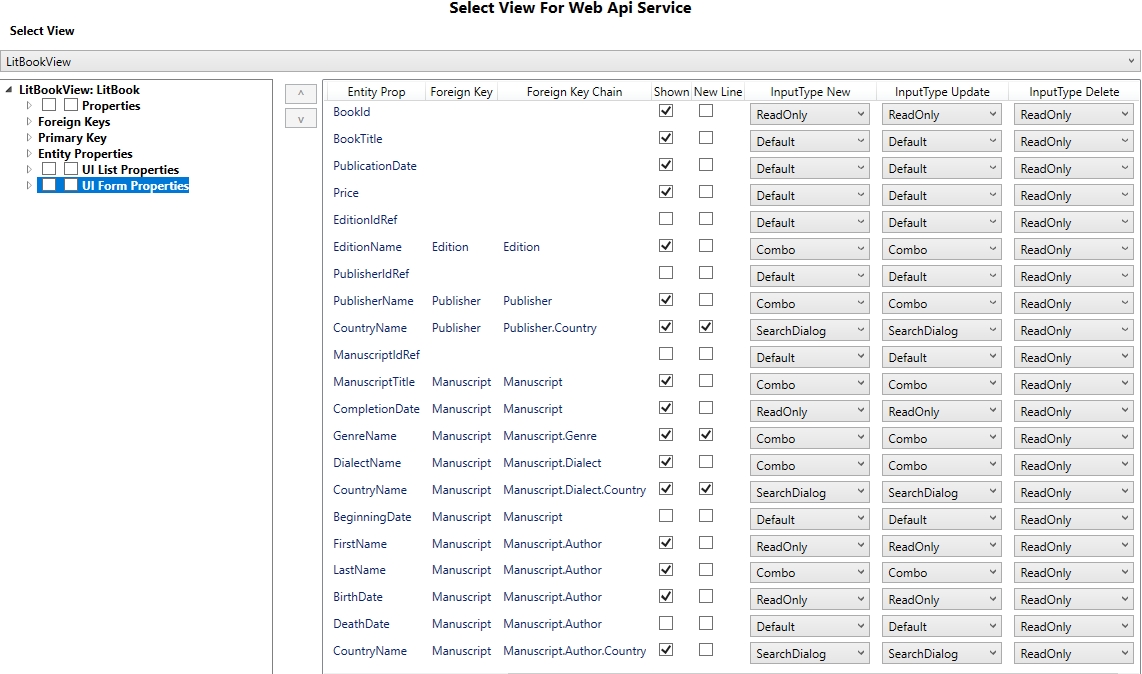 Select View For Web Api Service
Select View
LitBookView
LitBookView: LitBook
Properties
Foreign Keys
Primary Key
Entity Properties
UI List Properties
UI Form Properties
Entity Prop Foreign Key Foreign Key Chain Shown New Line InputType New InputType Update InputType Delete
BookId ReadOnly ReadOnly ReadOnly
BookTitle Default Default ReadOnly
PublicationDate Default Default ReadOnly
Price Default Default ReadOnly
EditionIdRef Default Default ReadOnly
EditionName Edition Edition Combo Combo ReadOnly
PublisherIdRef Default Default ReadOnly
PublisherName Publisher Publisher Combo Combo ReadOnly
CountryName Publisher Publisher.Country SearchDialog SearchDialog ReadOnly
ManuscriptIdRef Default Default ReadOnly
ManuscriptTitle Manuscript Manuscript Combo Combo ReadOnly
CompletionDate Manuscript Manuscript ReadOnly ReadOnly ReadOnly
GenreName Manuscript Manuscript.Genre Combo Combo ReadOnly
DialectName Manuscript Manuscript.Dialect Combo Combo ReadOnly
CountryName Manuscript Manuscript.Dialect.Country SearchDialog SearchDialog ReadOnly
BeginningDate Manuscript Manuscript Default Default ReadOnly
FirstName Manuscript Manuscript.Author ReadOnly ReadOnly ReadOnly
LastName Manuscript Manuscript.Author Combo Combo ReadOnly
BirthDate Manuscript Manuscript.Author ReadOnly ReadOnly ReadOnly
DeathDate Manuscript Manuscript.Author Default Default ReadOnly
CountryName Manuscript Manuscript.Author.Country SearchDialog SearchDialog ReadOnly